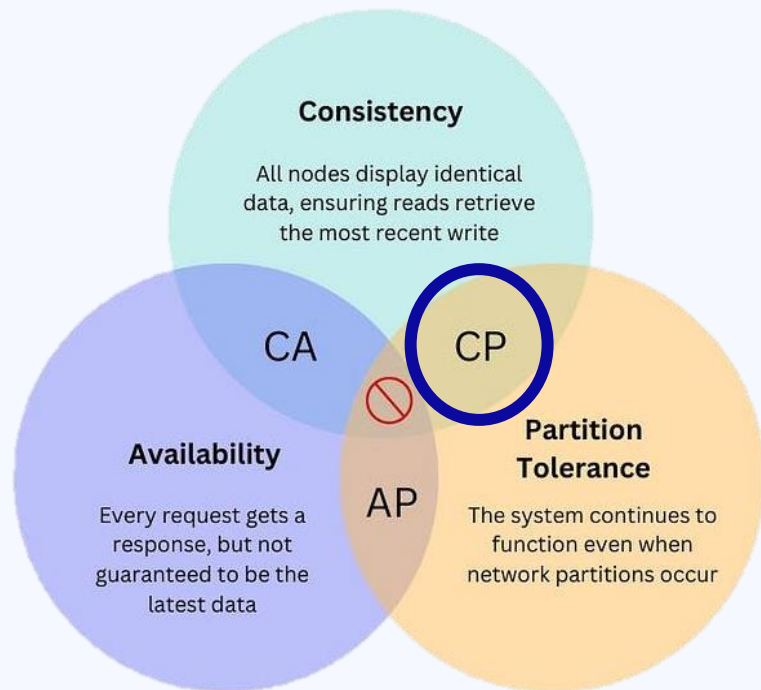 Consistency
All nodes display identical
data, ensuring reads retrieve
the most recent write
CA
CP
Availability
Every request gets a
response, but not
guaranteed to be the
latest data
AP
Partition
Tolerance
The system continues to
function even when
network partitions occur